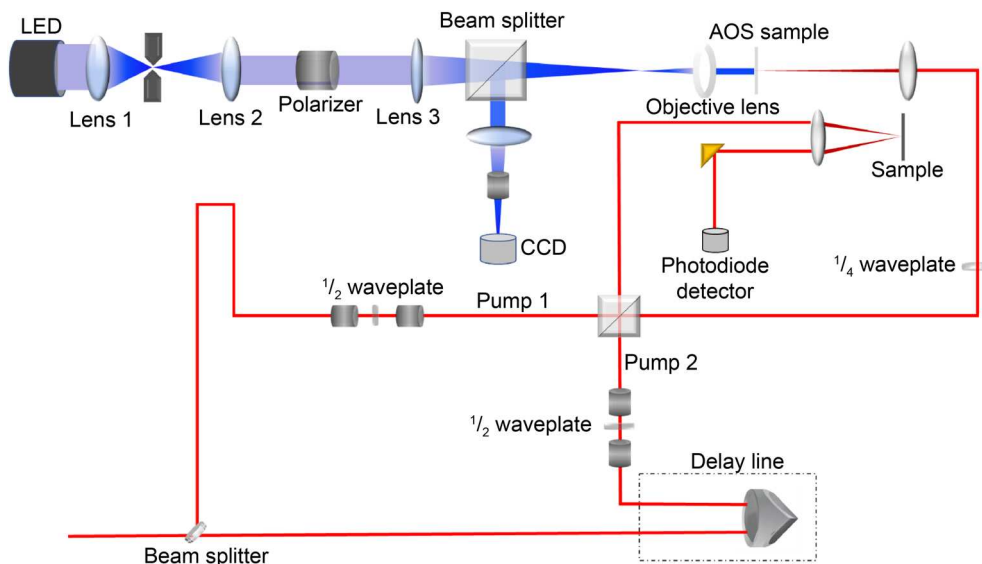 LED
Beam splitter
AOS sample
Lens 1
Lens 2
Polarizer
Lens 3
Objective lens
Sample
CCD
Photodiode
detector
1/4 waveplate
1/2 waveplate
Pump 1
Pump 2
1/2 waveplate
Delay line
Beam splitter